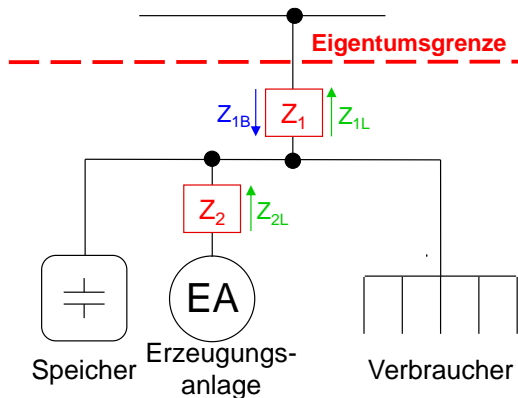 Eigentumsgrenze
Z1B
Z1
Z1L
Z2
Z2L
EA
Speicher
Erzeugungs-
anlage
Verbraucher